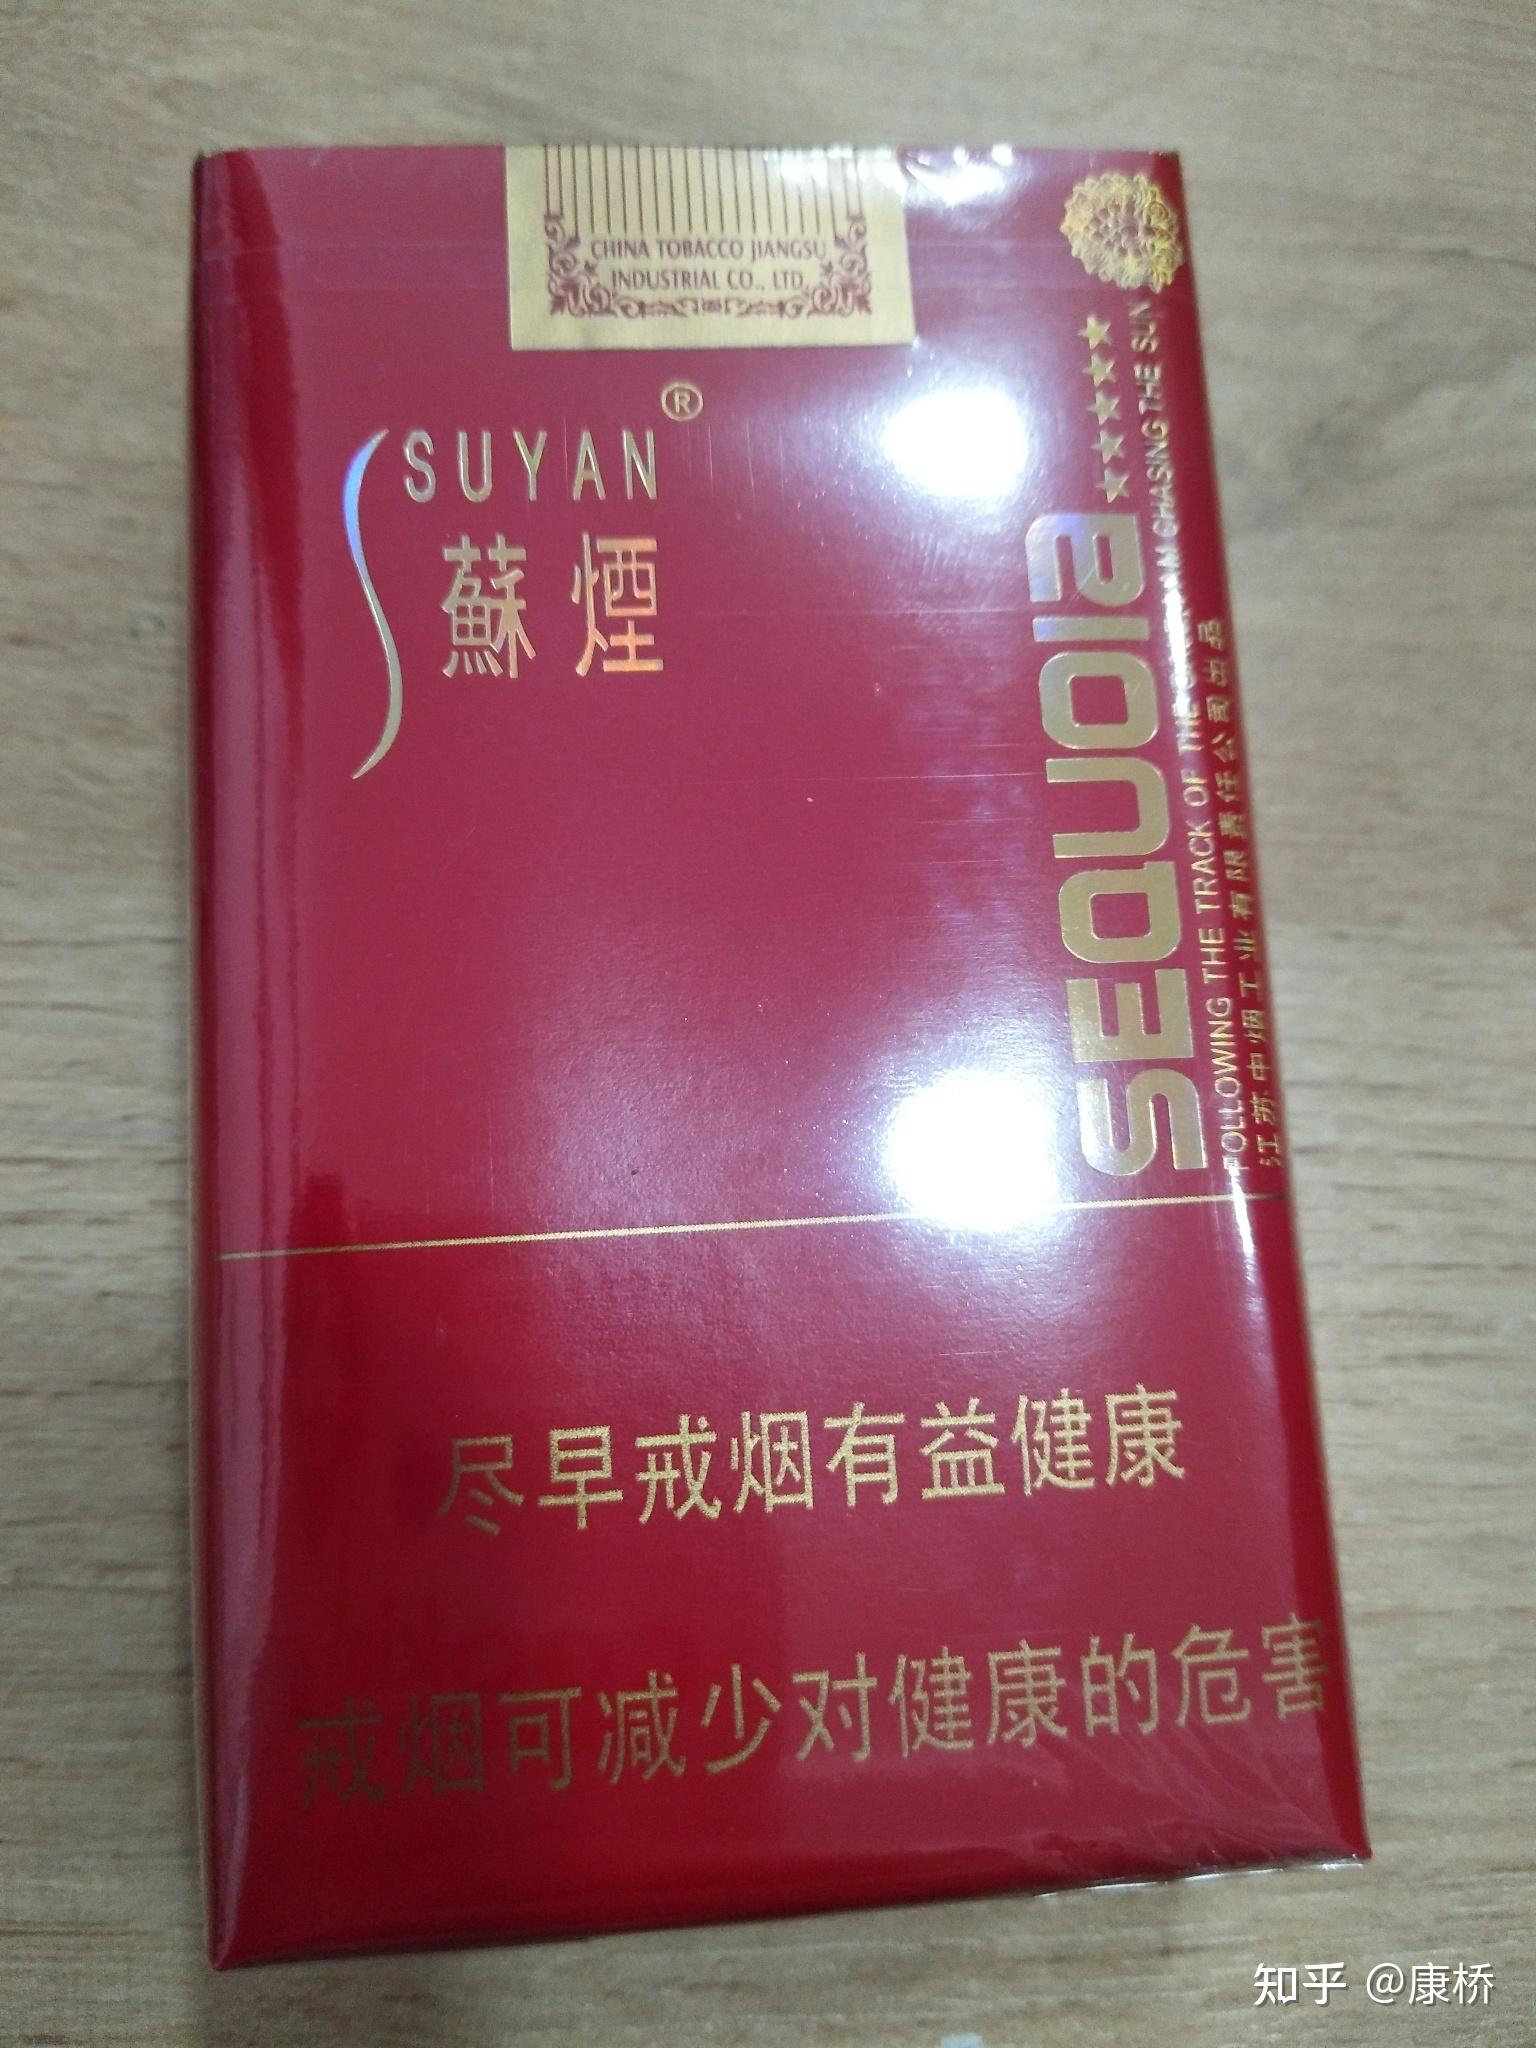 CHINA TOBACCO JIANGSU
INDUSTRIAL CO., LTD.
SUYAN®
蘇煙
sequoia ★★★★★
FOLLOWING THE TRACK OF THE CHASING THE SUN
江苏中烟工业有限责任公司出品
尽早戒烟有益健康
戒烟可减少对健康的危害
知乎 @康桥